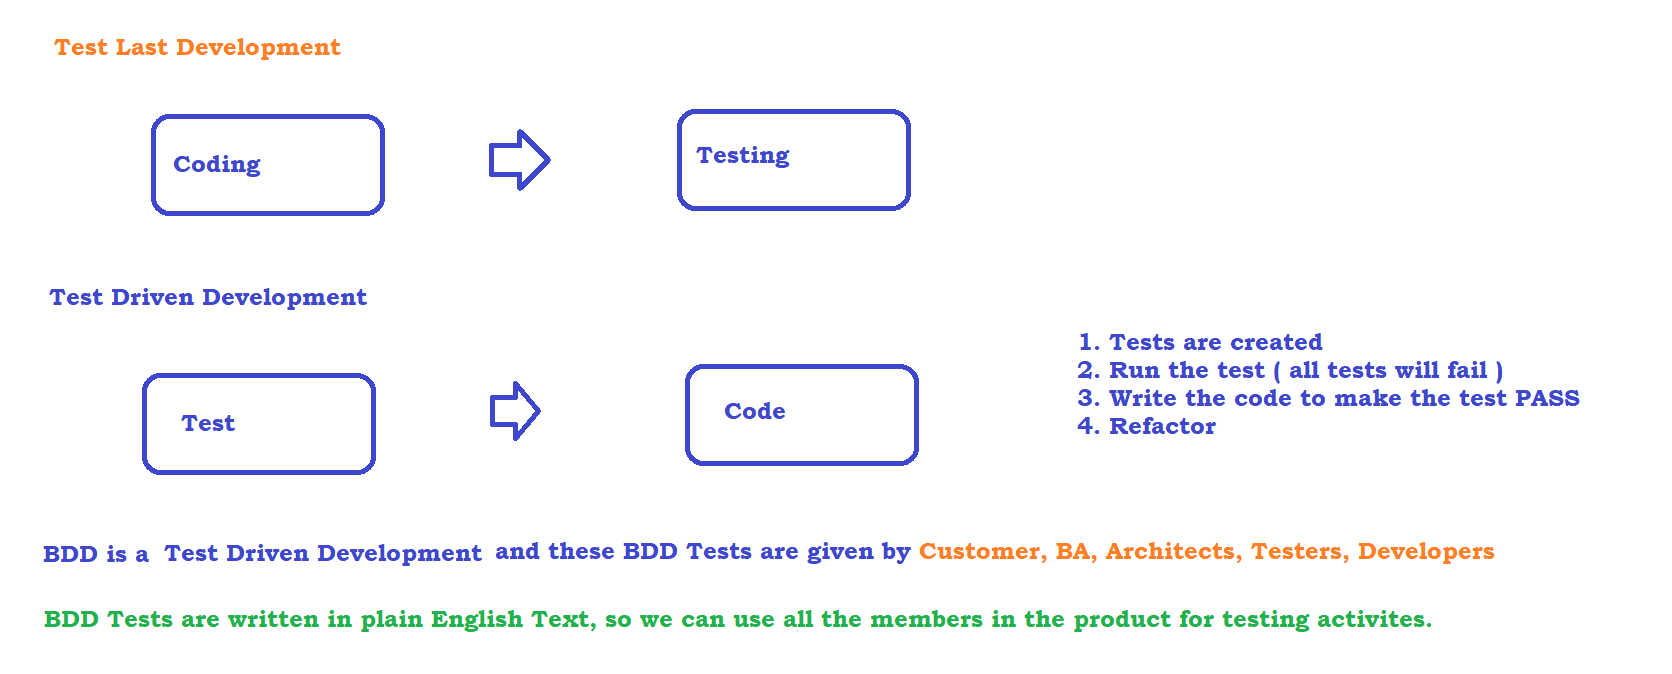 Test Last Development
Coding
Testing
Test Driven Development
Test
Code
1. Tests are created
2. Run the test ( all tests will fail )
3. Write the code to make the test PASS
4. Refactor
BDD is a Test Driven Development and these BDD Tests are given by Customer, BA, Architects, Testers, Developers
BDD Tests are written in plain English Text, so we can use all the members in the product for testing activites.